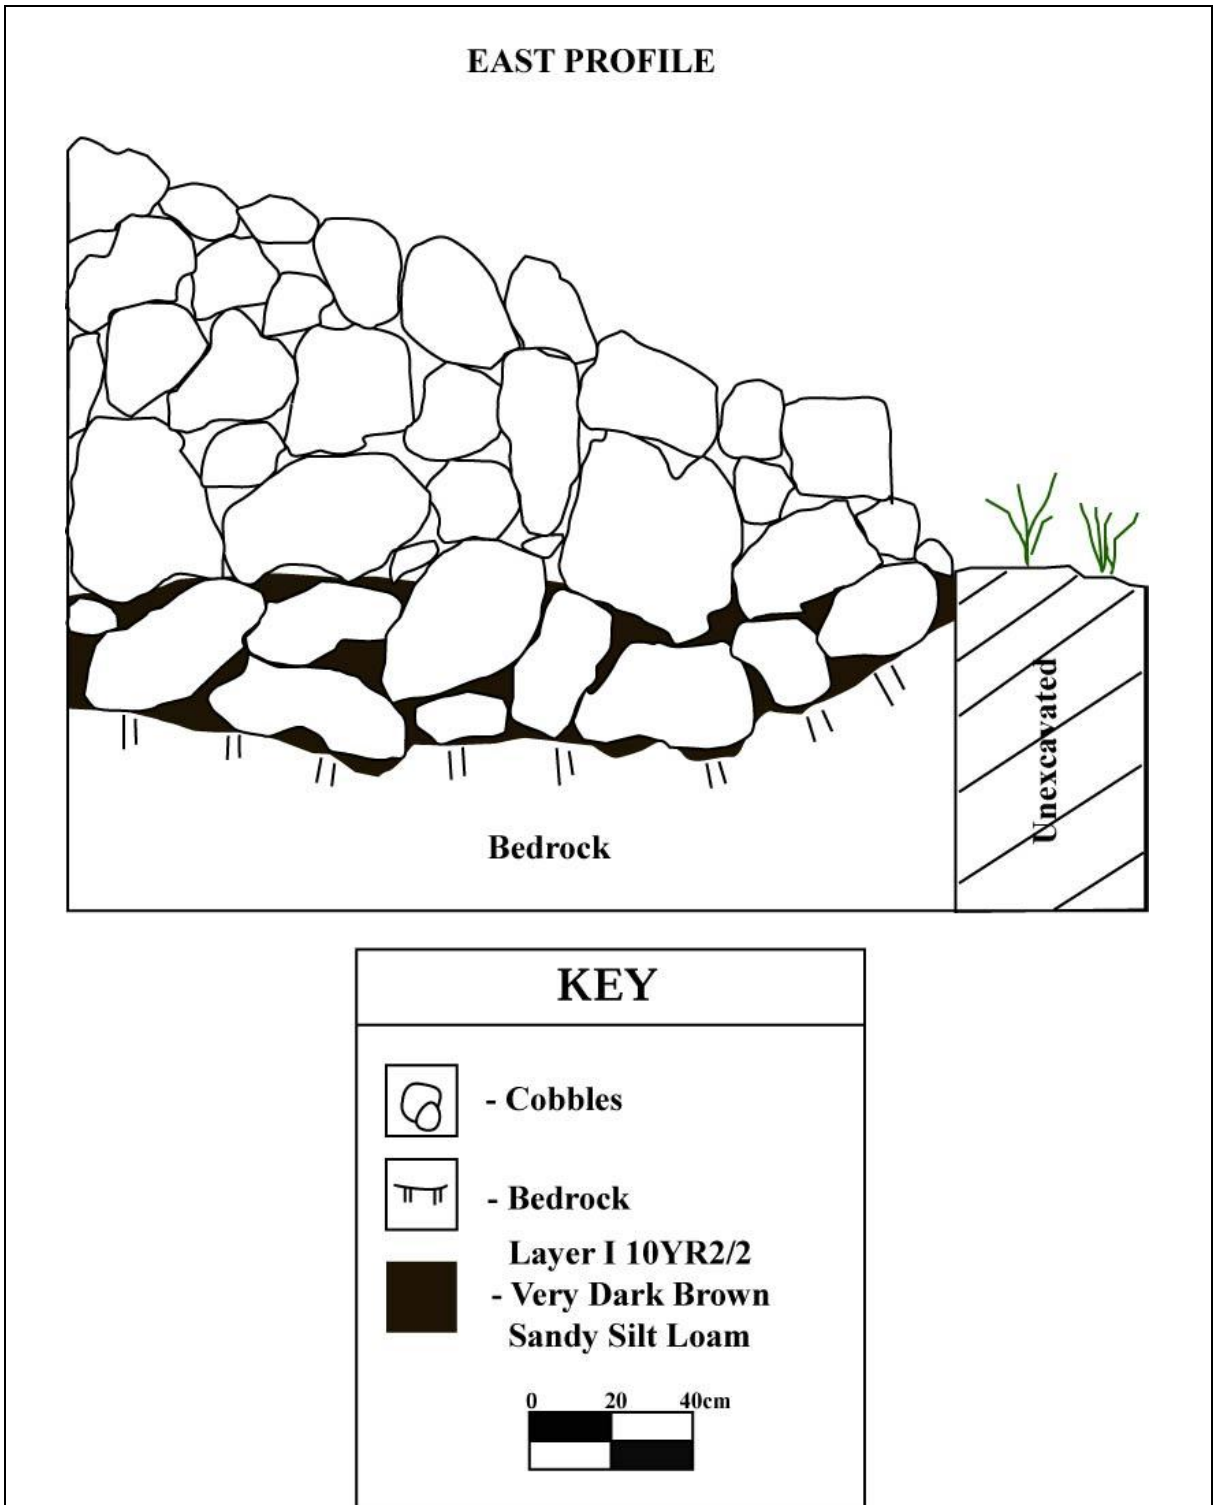 EAST PROFILE
Unexcavated
Bedrock
KEY
- Cobbles
- Bedrock
Layer I 10YR2/2
- Very Dark Brown
Sandy Silt Loam
0 20 40cm